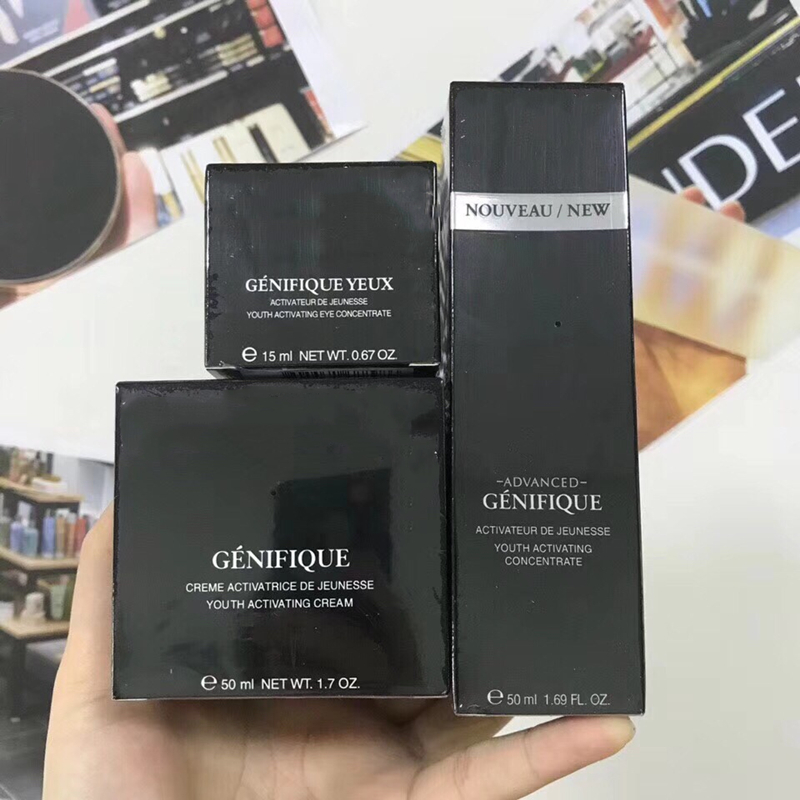 NOUVEAU / NEW
GÉNIFIQUE YEUX
ACTIVATEUR DE JEUNESSE
YOUTH ACTIVATING EYE CONCENTRATE
℮ 15 ml NET WT. 0.67 OZ.
-ADVANCED-
GÉNIFIQUE
ACTIVATEUR DE JEUNESSE
YOUTH ACTIVATING
CONCENTRATE
℮ 50 ml 1.69 FL. OZ.
GÉNIFIQUE
CREME ACTIVATRICE DE JEUNESSE
YOUTH ACTIVATING CREAM
℮ 50 ml NET WT. 1.7 OZ.